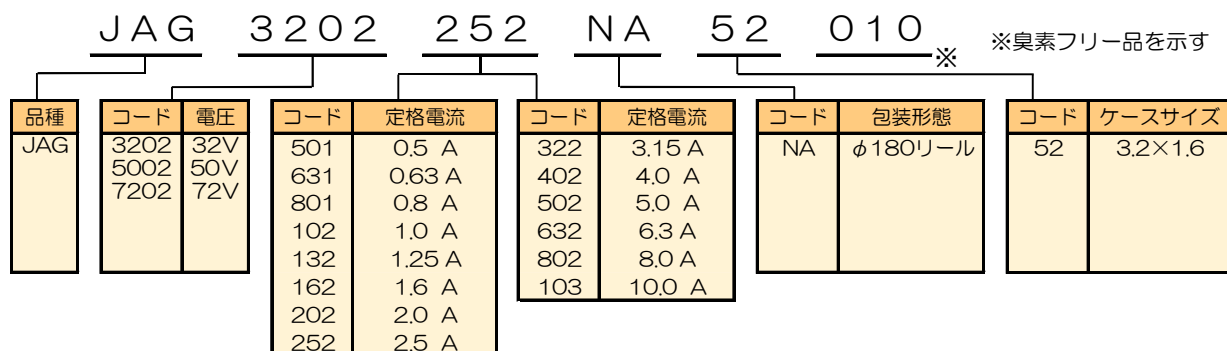 JAG 3202 252 NA 52 010※ ※臭素フリー品を示す
品種
JAG
コード 電圧
3202 32V
5002 50V
7202 72V
コード 定格電流
501 0.5 A
631 0.63 A
801 0.8 A
102 1.0 A
132 1.25 A
162 1.6 A
202 2.0 A
252 2.5 A
コード 定格電流
322 3.15 A
402 4.0 A
502 5.0 A
632 6.3 A
802 8.0 A
103 10.0 A
コード 包装形態
NA φ180リール
コード ケースサイズ
52 3.2×1.6